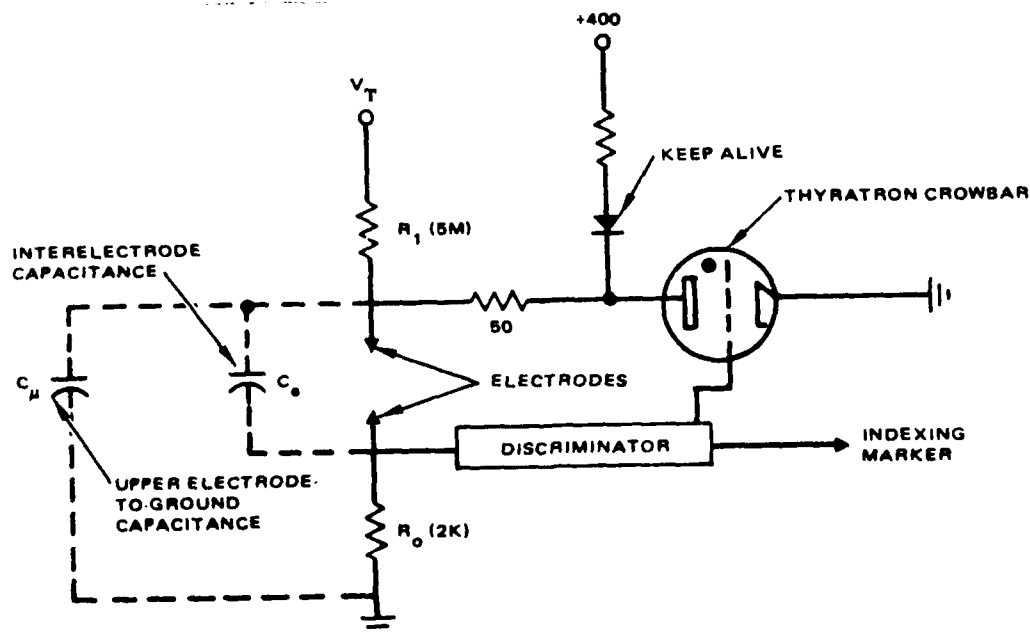 +400
V_T
KEEP ALIVE
THYRATRON CROWBAR
R_1 (5M)
INTERELECTRODE
CAPACITANCE
50
C_μ
C_e
ELECTRODES
DISCRIMINATOR
INDEXING
MARKER
UPPER ELECTRODE-
TO-GROUND
CAPACITANCE
R_o (2K)